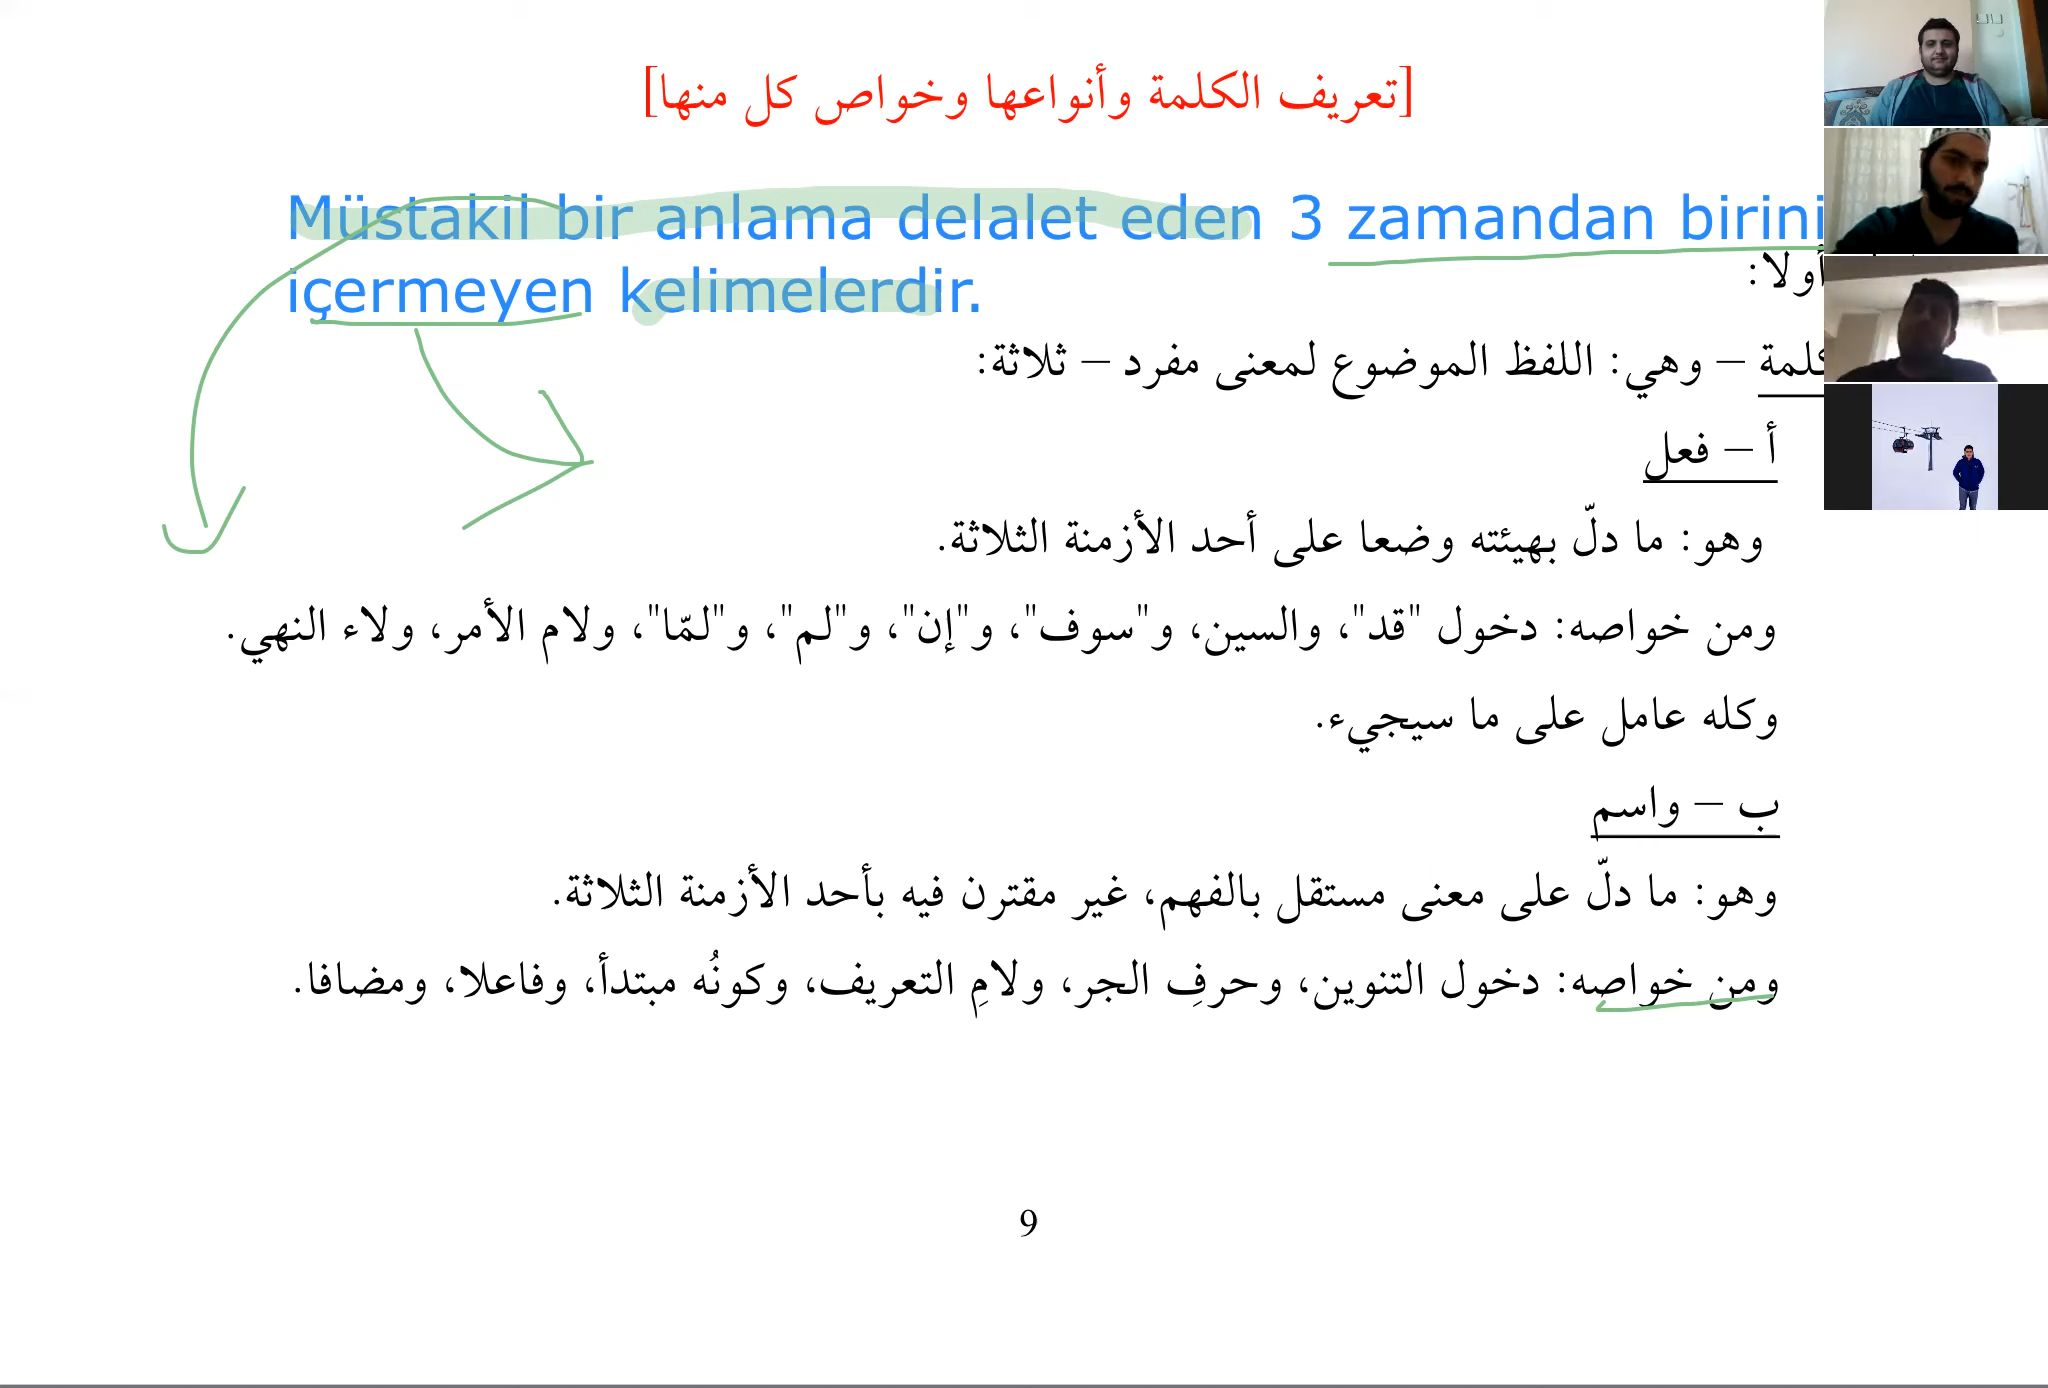 [تعريف الكلمة وأنواعها وخواص كل منها]
Müstakil bir anlama delalet eden 3 zamandan birini
içermeyen kelimelerdir.
أولا:
– وهي: اللفظ الموضوع لمعنى مفرد – ثلاثة:
أ – فعل
وهو: ما دلّ بهيئته وضعا على أحد الأزمنة الثلاثة.
ومن خواصه: دخول "قد"، والسين، و"سوف"، و"إن"، و"لم"، و"لمّا"، ولام الأمر، ولاء النهي.
وكله عامل على ما سيجيء.
ب – واسم
وهو: ما دلّ على معنى مستقل بالفهم، غير مقترن فيه بأحد الأزمنة الثلاثة.
ومن خواصه: دخول التنوين، وحرفِ الجر، ولامِ التعريف، وكونُه مبتدأ، وفاعلا، ومضافا.
9